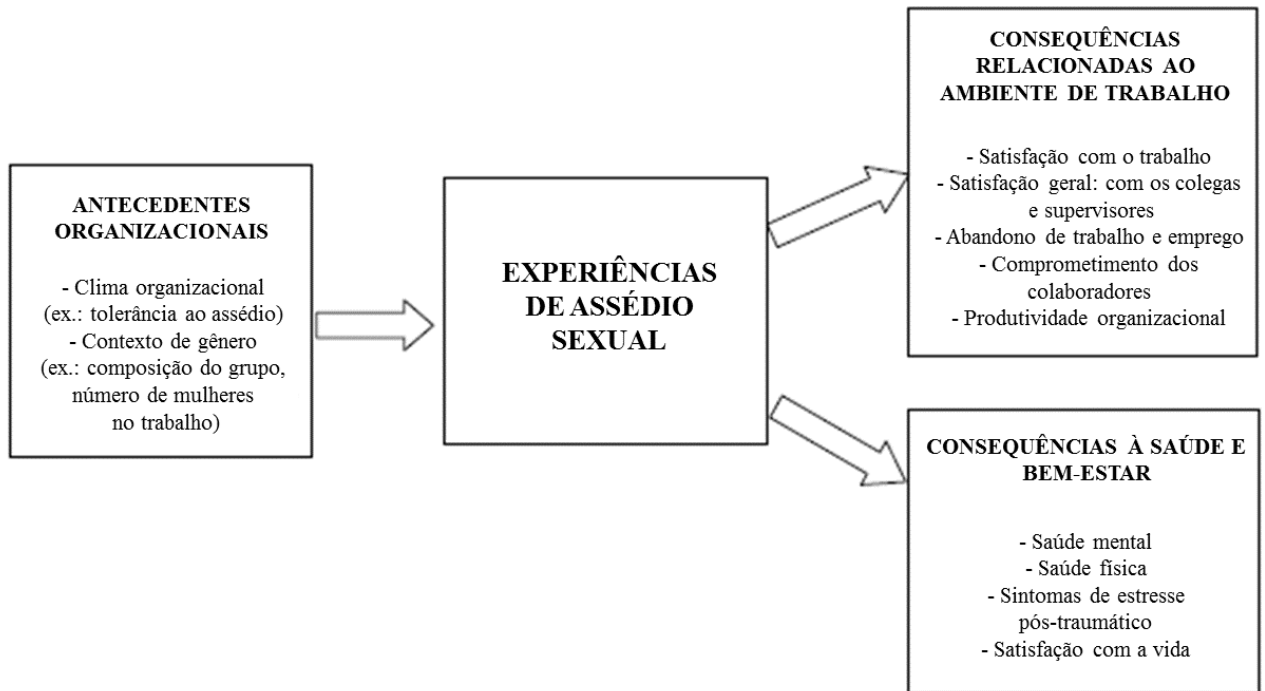 ANTECEDENTES
ORGANIZACIONAIS
- Clima organizacional
(ex.: tolerância ao assédio)
- Contexto de gênero
(ex.: composição do grupo,
número de mulheres
no trabalho)
EXPERIÊNCIAS
DE ASSÉDIO
SEXUAL
CONSEQUÊNCIAS
RELACIONADAS AO
AMBIENTE DE TRABALHO
- Satisfação com o trabalho
- Satisfação geral: com os colegas
e supervisores
- Abandono de trabalho e emprego
- Comprometimento dos
colaboradores
- Produtividade organizacional
CONSEQUÊNCIAS À SAÚDE E
BEM-ESTAR
- Saúde mental
- Saúde física
- Sintomas de estresse
pós-traumático
- Satisfação com a vida